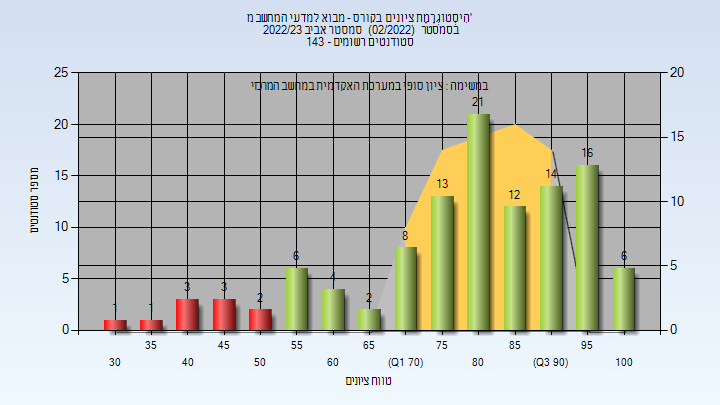 היסטוגרמת ציונים בקורס - מבוא למדעי המחשב מ'
בסמסטר (02/2022) סמסטר אביב 2022/23
סטודנטים רשומים - 143
במשימה : ציון סופי במערכת האקדמית במחשב המרכזי
מספר סטודנטים
25 20 15 10 5 0
20 15 10 5 0
1 1 3 3 2 6 4 2 8 13 21 12 14 16 6
35 45 55 65 75 85 95
30 40 50 60 (Q1 70) 80 (Q3 90) 100
טווח ציונים